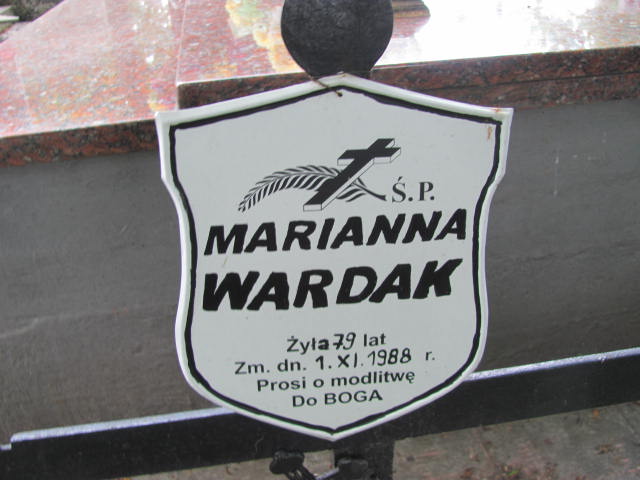 Ś.P.
MARIANNA
WARDAK
Żyła 79 lat
Zm. dn. 1. XI. 1988 r.
Prosi o modlitwę
Do BOGA